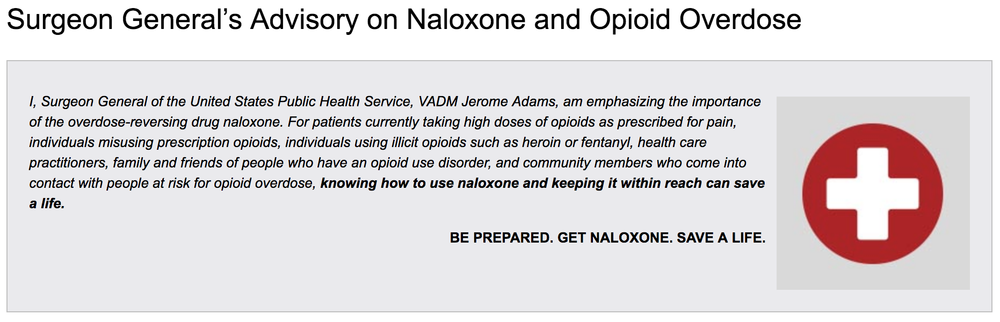 Surgeon General’s Advisory on Naloxone and Opioid Overdose
I, Surgeon General of the United States Public Health Service, VADM Jerome Adams, am emphasizing the importance
of the overdose-reversing drug naloxone. For patients currently taking high doses of opioids as prescribed for pain,
individuals misusing prescription opioids, individuals using illicit opioids such as heroin or fentanyl, health care
practitioners, family and friends of people who have an opioid use disorder, and community members who come into
contact with people at risk for opioid overdose, knowing how to use naloxone and keeping it within reach can save
a life.
BE PREPARED. GET NALOXONE. SAVE A LIFE.